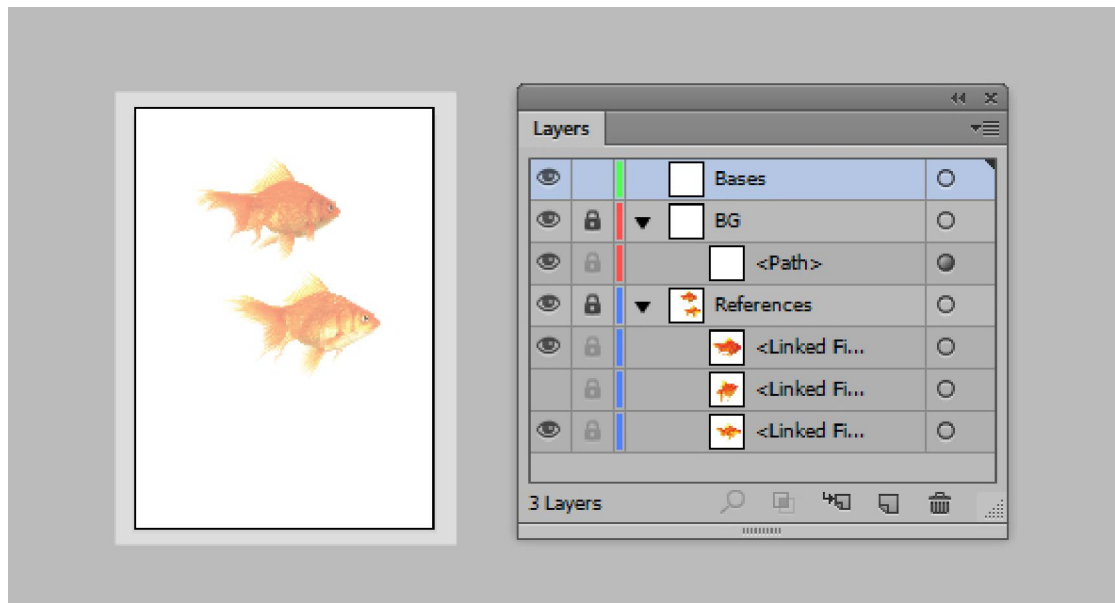 Layers
Bases
BG
<Path>
References
<Linked Fi...
<Linked Fi...
<Linked Fi...
3 Layers